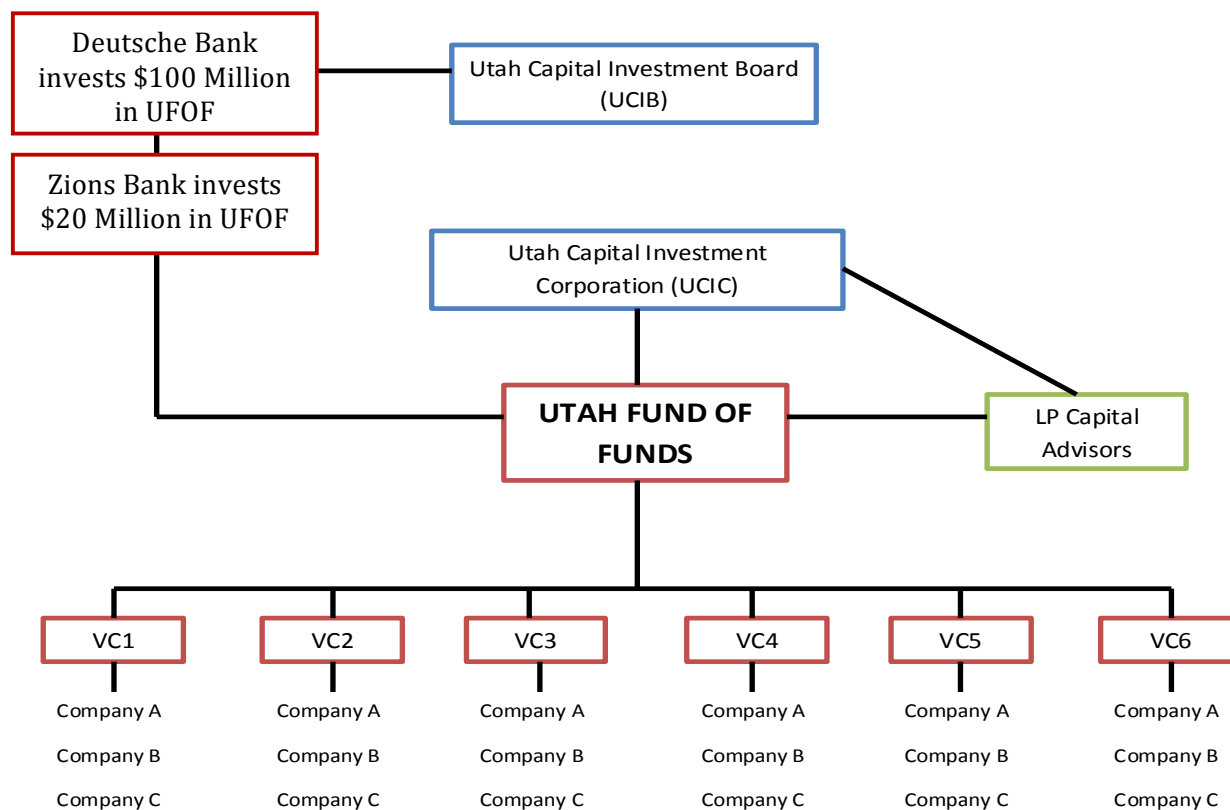 Deutsche Bank
invests $100 Million
in UFOF
Utah Capital Investment Board
(UCIB)
Zions Bank invests
$20 Million in UFOF
Utah Capital Investment
Corporation (UCIC)
UTAH FUND OF
FUNDS
LP Capital
Advisors
VC1
VC2
VC3
VC4
VC5
VC6
Company A
Company A
Company A
Company A
Company A
Company A
Company B
Company B
Company B
Company B
Company B
Company B
Company C
Company C
Company C
Company C
Company C
Company C